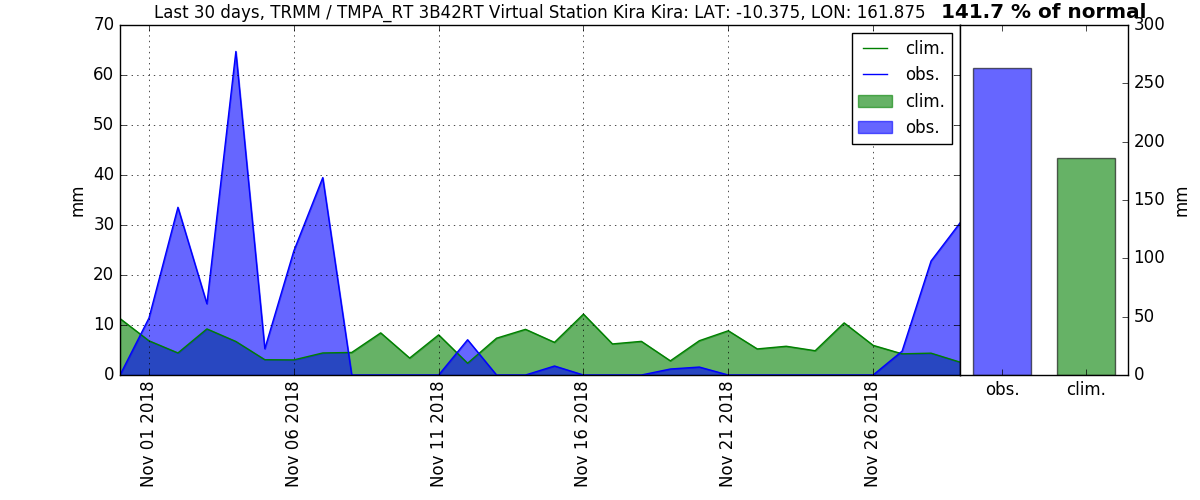 Last 30 days, TRMM / TMPA_RT 3B42RT Virtual Station Kira Kira: LAT: -10.375, LON: 161.875 141.7 % of normal
70
60
50
40
30
20
10
0
mm
clim.
obs.
clim.
obs.
Nov 01 2018
Nov 06 2018
Nov 11 2018
Nov 16 2018
Nov 21 2018
Nov 26 2018
300
250
200
150
100
50
0
mm
obs. clim.